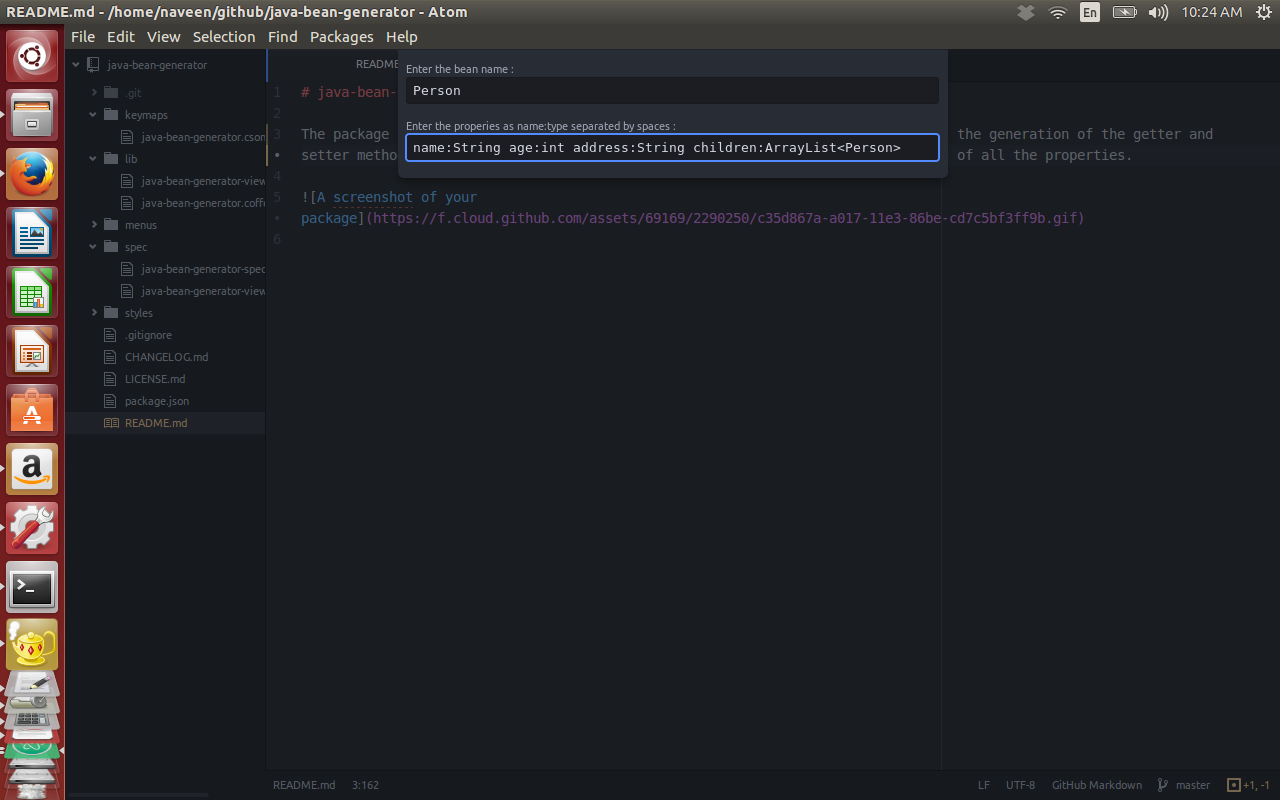 README.md - /home/naveen/github/java-bean-generator - Atom
En
10:24 AM
File Edit View Selection Find Packages Help
java-bean-generator
.git
keymaps
java-bean-generator.cson
lib
java-bean-generator-view
java-bean-generator.coff
menus
spec
java-bean-generator-spec
java-bean-generator-view
styles
.gitignore
CHANGELOG.md
LICENSE.md
package.json
README.md
README
Enter the bean name :
Person
Enter the properies as name:type separated by spaces :
name:String age:int address:String children:ArrayList<Person>
1 # java-bean-
2
3 The package the generation of the getter and
• setter metho of all the properties.
4
5 ![A screenshot of your
• package](https://f.cloud.github.com/assets/69169/2290250/c35d867a-a017-11e3-86be-cd7c5bf3ff9b.gif)
6
README.md 3:162
LF UTF-8 GitHub Markdown master +1, -1